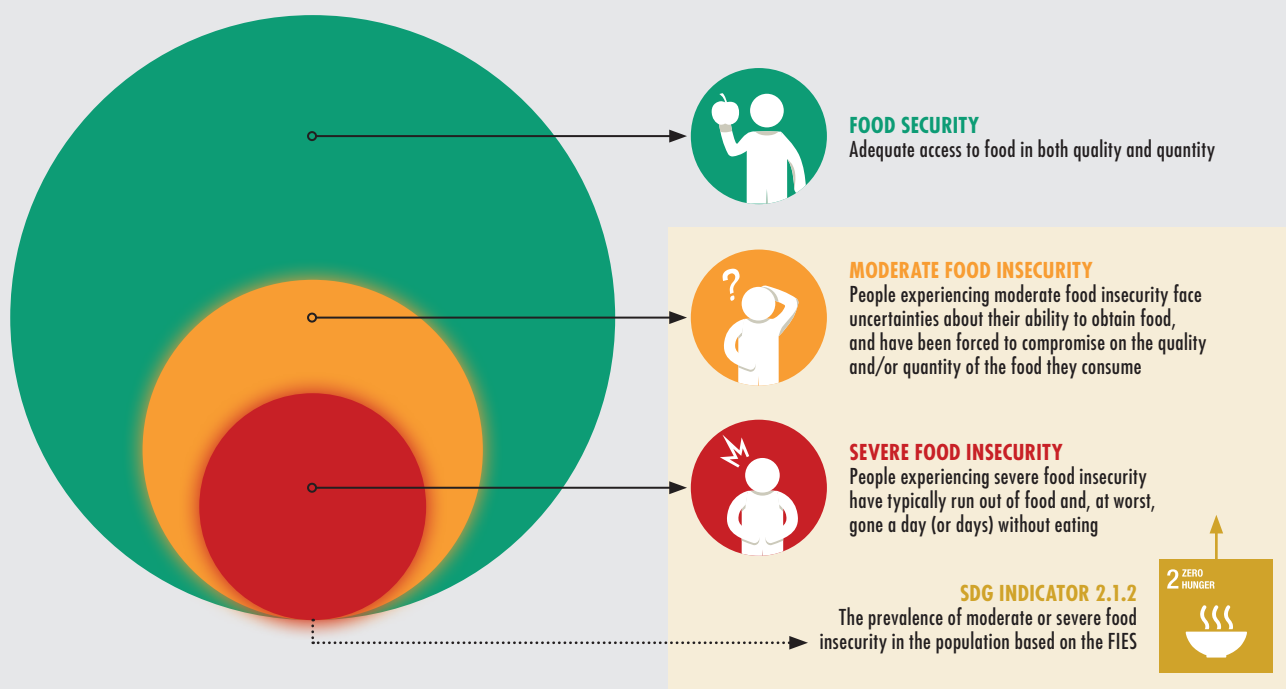 FOOD SECURITY
Adequate access to food in both quality and quantity
?
MODERATE FOOD INSECURITY
People experiencing moderate food insecurity face
uncertainties about their ability to obtain food,
and have been forced to compromise on the quality
and/or quantity of the food they consume
SEVERE FOOD INSECURITY
People experiencing severe food insecurity
have typically run out of food and, at worst,
gone a day (or days) without eating
SDG INDICATOR 2.1.2
The prevalence of moderate or severe food
insecurity in the population based on the FIES
2 ZERO
HUNGER